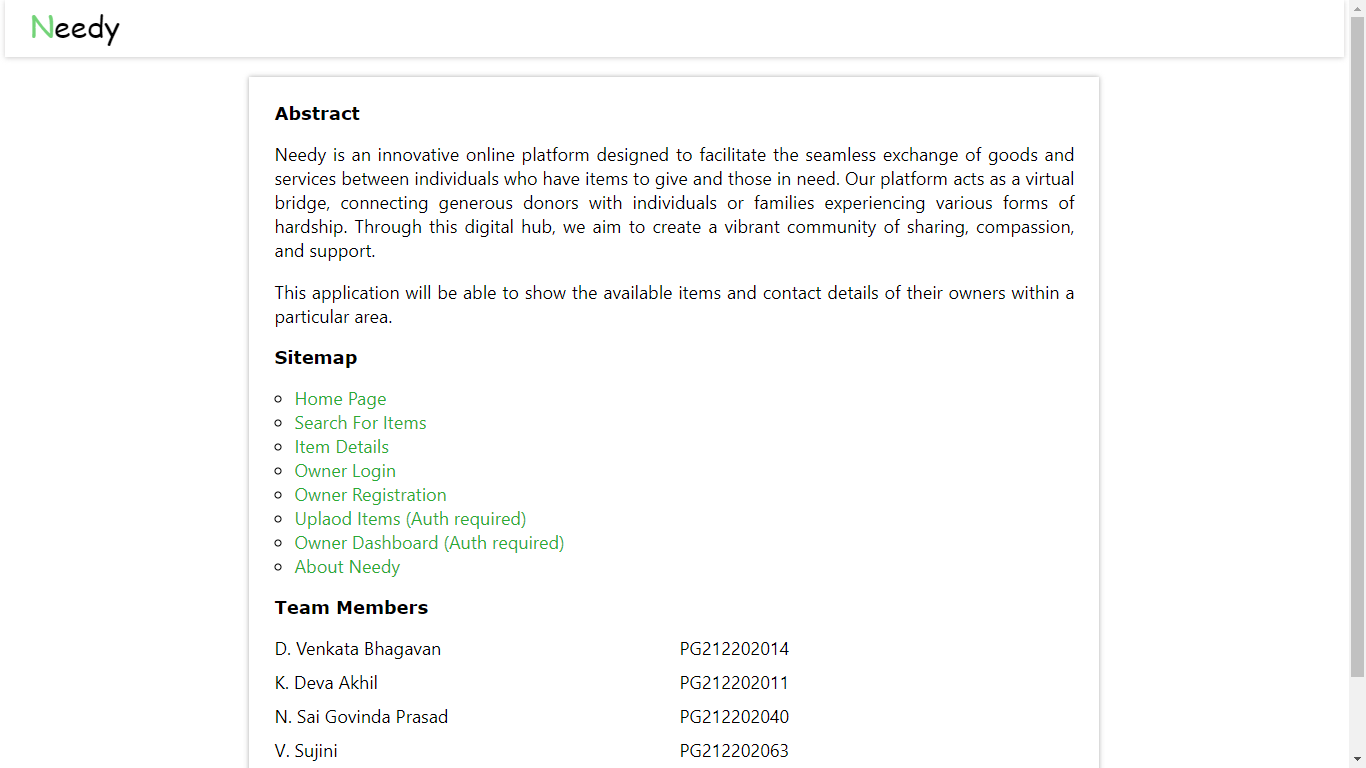 Needy
Abstract
Needy is an innovative online platform designed to facilitate the seamless exchange of goods and
services between individuals who have items to give and those in need. Our platform acts as a virtual
bridge, connecting generous donors with individuals or families experiencing various forms of
hardship. Through this digital hub, we aim to create a vibrant community of sharing, compassion,
and support.
This application will be able to show the available items and contact details of their owners within a
particular area.
Sitemap
Home Page
Search For Items
Item Details
Owner Login
Owner Registration
Uplaod Items (Auth required)
Owner Dashboard (Auth required)
About Needy
Team Members
D. Venkata Bhagavan PG212202014
K. Deva Akhil PG212202011
N. Sai Govinda Prasad PG212202040
V. Sujini PG212202063